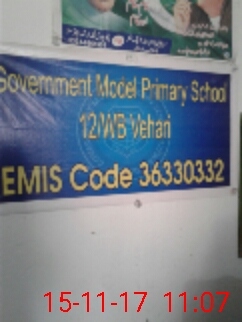 Government Model Primary School
12/WB Vehari
EMIS Code 36330332
15-11-17 11:07